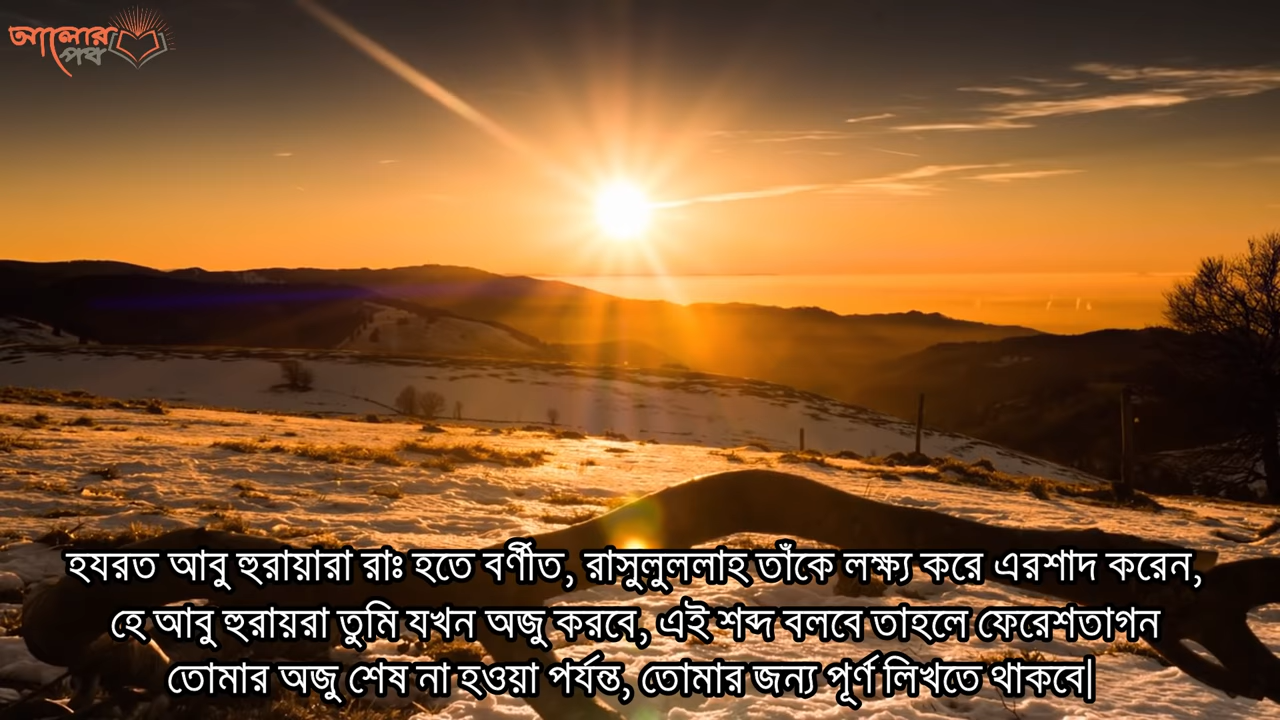 আলোর
পথ
হযরত আবু হুরায়ারা রাঃ হতে বর্ণীত, রাসুলুললাহ তাঁকে লক্ষ্য করে এরশাদ করেন,
হে আবু হুরায়রা তুমি যখন অজু করবে, এই শব্দ বলবে তাহলে ফেরেশতাগন
তোমার অজু শেষ না হওয়া পর্যন্ত, তোমার জন্য পূর্ণ লিখতে থাকবে|